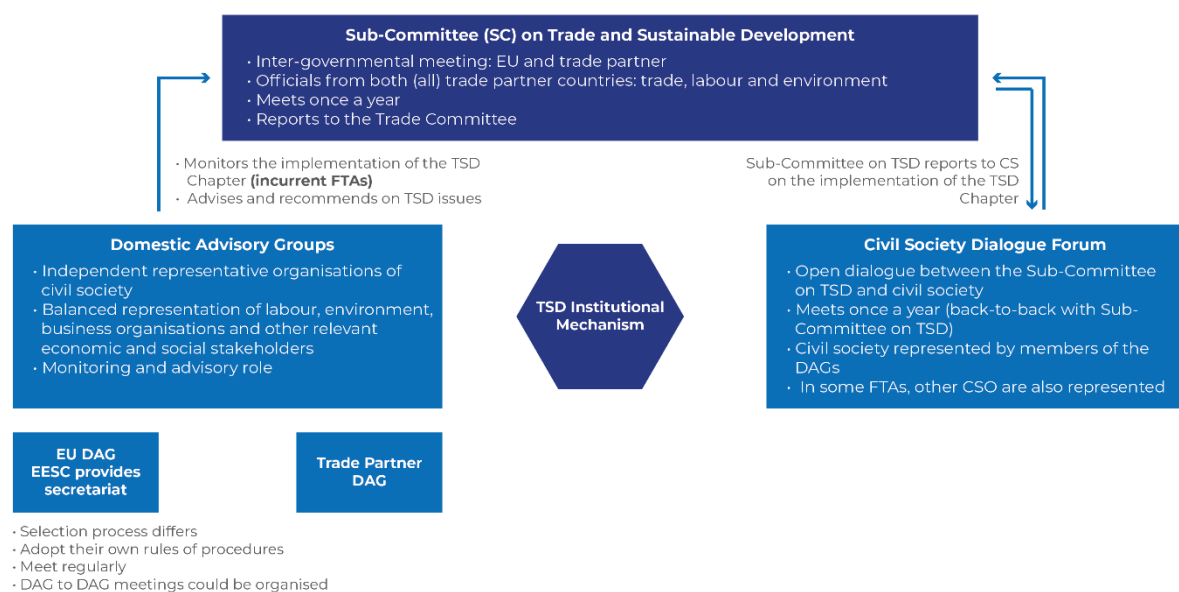 Sub-Committee (SC) on Trade and Sustainable Development
• Inter-governmental meeting: EU and trade partner
• Officials from both (all) trade partner countries: trade, labour and environment
• Meets once a year
• Reports to the Trade Committee
• Monitors the implementation of the TSD
Chapter (incurrent FTAs)
• Advises and recommends on TSD issues
Sub-Committee on TSD reports to CS
on the implementation of the TSD
Chapter
Domestic Advisory Groups
• Independent representative organisations of
civil society
• Balanced representation of labour, environment,
business organisations and other relevant
economic and social stakeholders
• Monitoring and advisory role
TSD Institutional
Mechanism
Civil Society Dialogue Forum
• Open dialogue between the Sub-Committee
on TSD and civil society
• Meets once a year (back-to-back with Sub-
Committee on TSD)
• Civil society represented by members of the
DAGs
• In some FTAs, other CSO are also represented
EU DAG
EESC provides
secretariat
Trade Partner
DAG
• Selection process differs
• Adopt their own rules of procedures
• Meet regularly
• DAG to DAG meetings could be organised